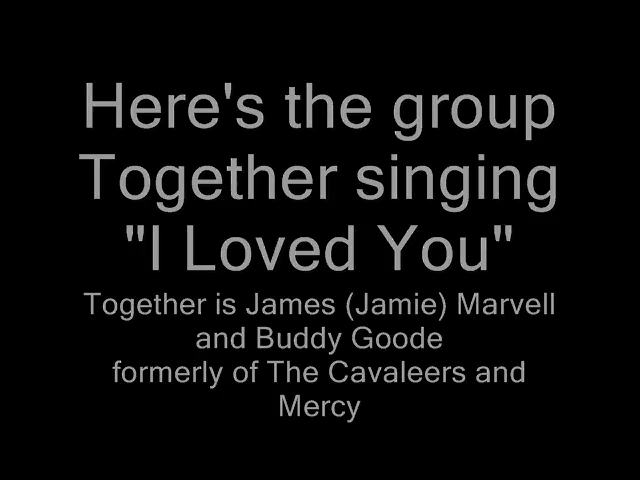 Here's the group
Together singing
"I Loved You"
Together is James (Jamie) Marvell
and Buddy Goode
formerly of The Cavaleers and
Mercy